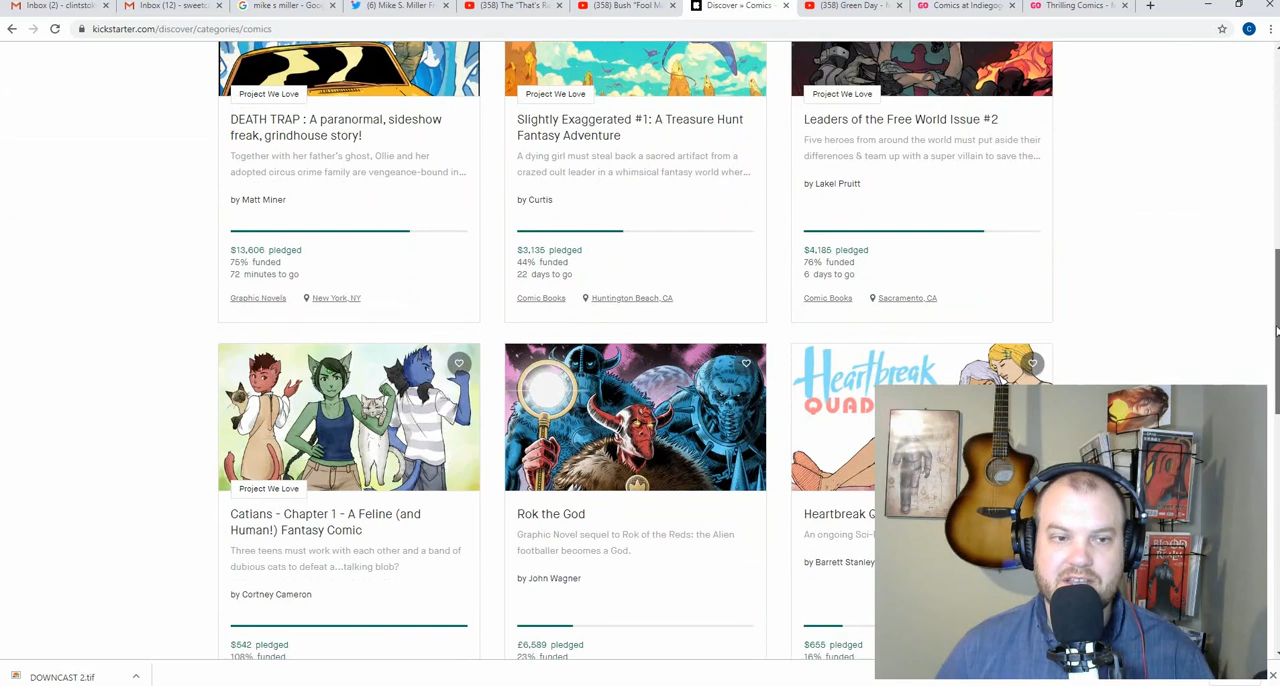 Inbox (2) - clintstok
Inbox (12) - sweetc
mike s miller - Goo
(6) Mike S. Miller Fr
(358) The "That's Ra
(358) Bush "Fool M
Discover » Comics -
(358) Green Day -
Comics at Indiegog
Thrilling Comics -
kickstarter.com/discover/categories/comics
C
Project We Love
DEATH TRAP : A paranormal, sideshow
freak, grindhouse story!
Together with her father's ghost, Ollie and her
adopted circus crime family are vengeance-bound in...
by Matt Miner
$13,606 pledged
75% funded
72 minutes to go
Graphic Novels
New York, NY
Project We Love
Slightly Exaggerated #1: A Treasure Hunt
Fantasy Adventure
A dying girl must steal back a sacred artifact from a
crazed cult leader in a whimsical fantasy world wher...
by Curtis
$3,135 pledged
44% funded
22 days to go
Comic Books
Huntington Beach, CA
Project We Love
Leaders of the Free World Issue #2
Five heroes from around the world must put aside their
differences & team up with a super villain to save the...
by Lakel Pruitt
$4,185 pledged
76% funded
6 days to go
Comic Books
Sacramento, CA
Project We Love
Catians - Chapter 1 - A Feline (and
Human!) Fantasy Comic
Three teens must work with each other and a band of
dubious cats to defeat a...talking blob?
by Cortney Cameron
$542 pledged
108% funded
Rok the God
Graphic Novel sequel to Rok of the Reds: the Alien
footballer becomes a God.
by John Wagner
£6,589 pledged
23% funded
Heartbreak
QUAD
Heartbreak Q
An ongoing Sci-
by Barrett Stanley
$655 pledged
16% funded
BLOOD
REALM
DOWNCAST 2.tif